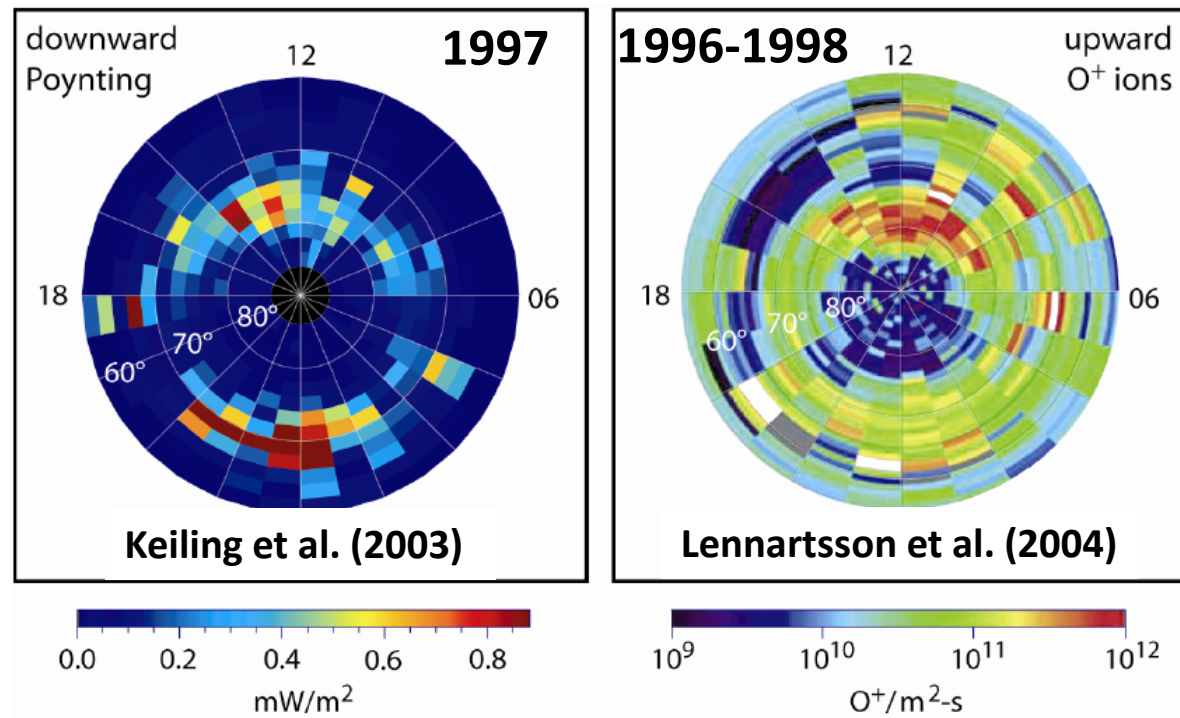 downward
Poynting
1997
12
18
06
80°
70°
60°
Keiling et al. (2003)
0.0 0.2 0.4 0.6 0.8
mW/m²
1996-1998
12
upward
O⁺ ions
18
06
80°
70°
60°
Lennartsson et al. (2004)
10⁹ 10¹⁰ 10¹¹ 10¹²
O⁺/m²-s